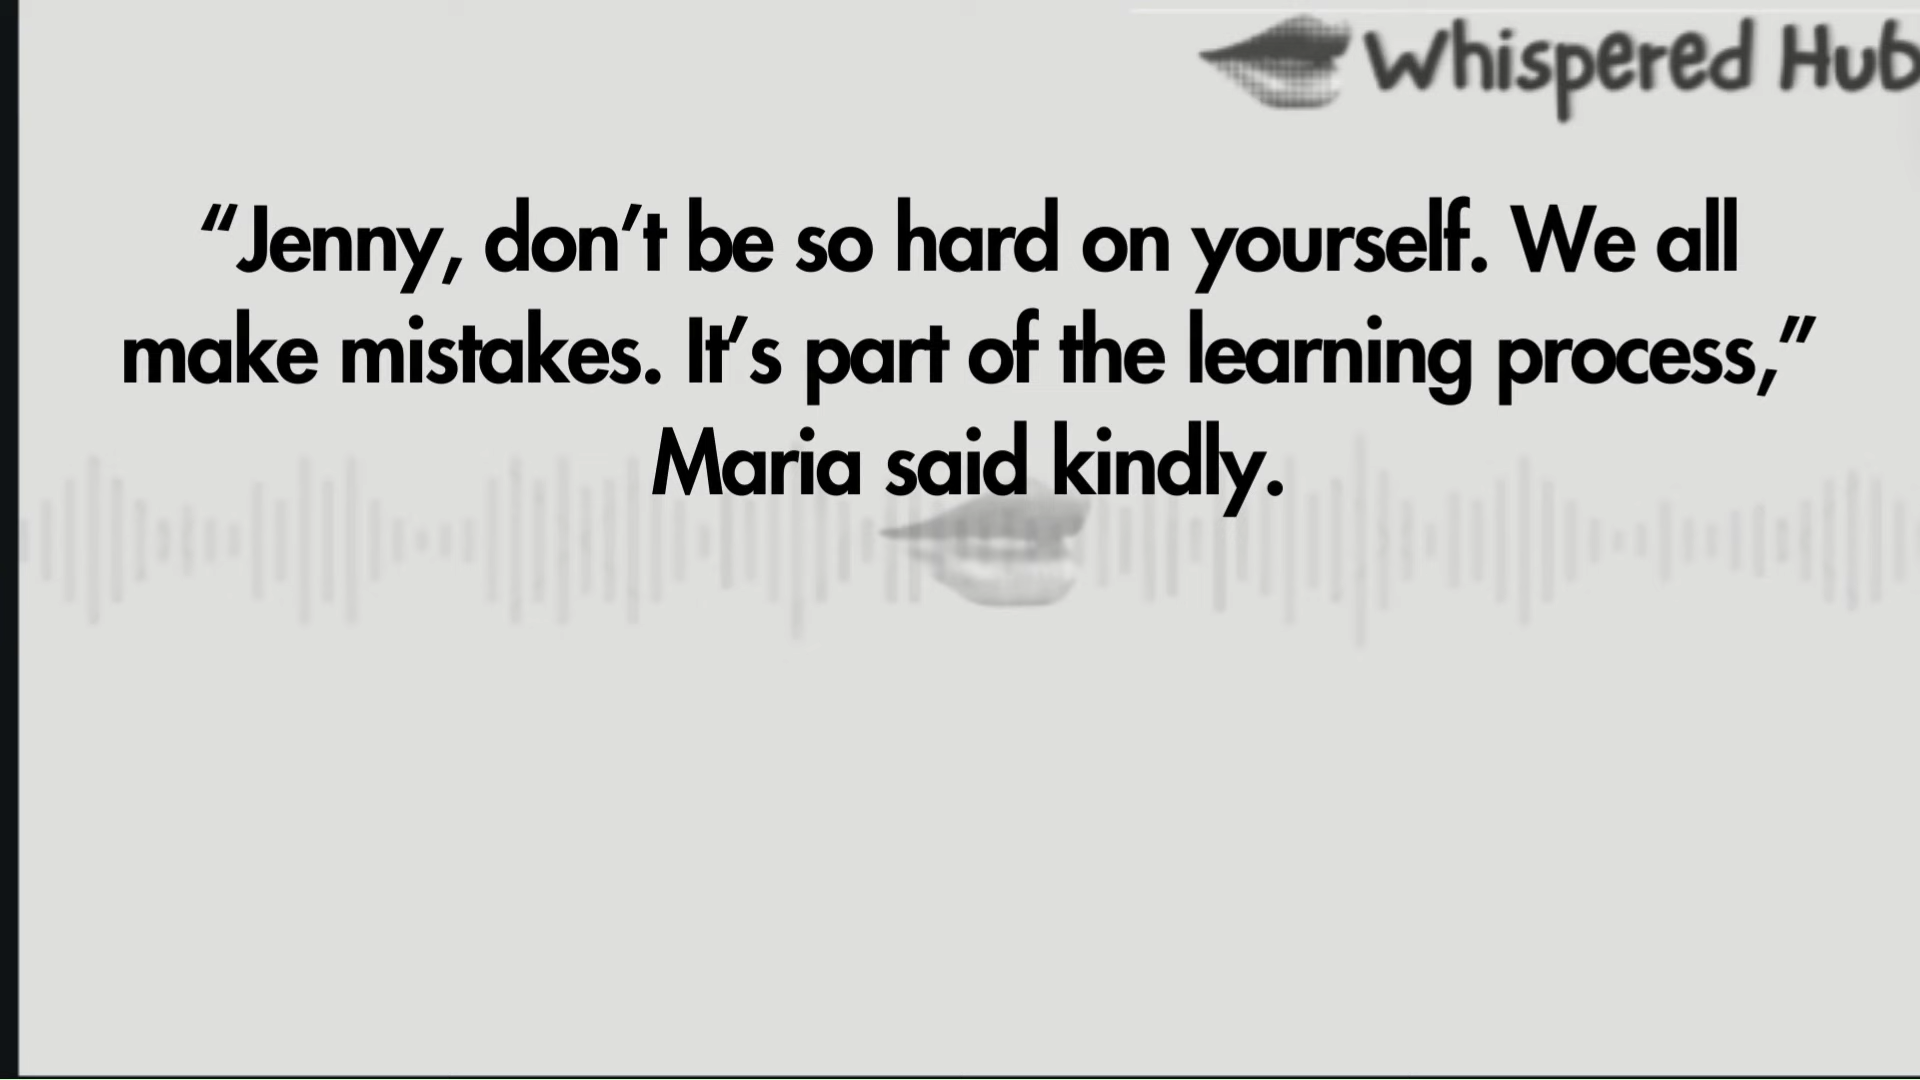 Whispered Hub
“Jenny, don’t be so hard on yourself. We all
make mistakes. It’s part of the learning process,”
Maria said kindly.